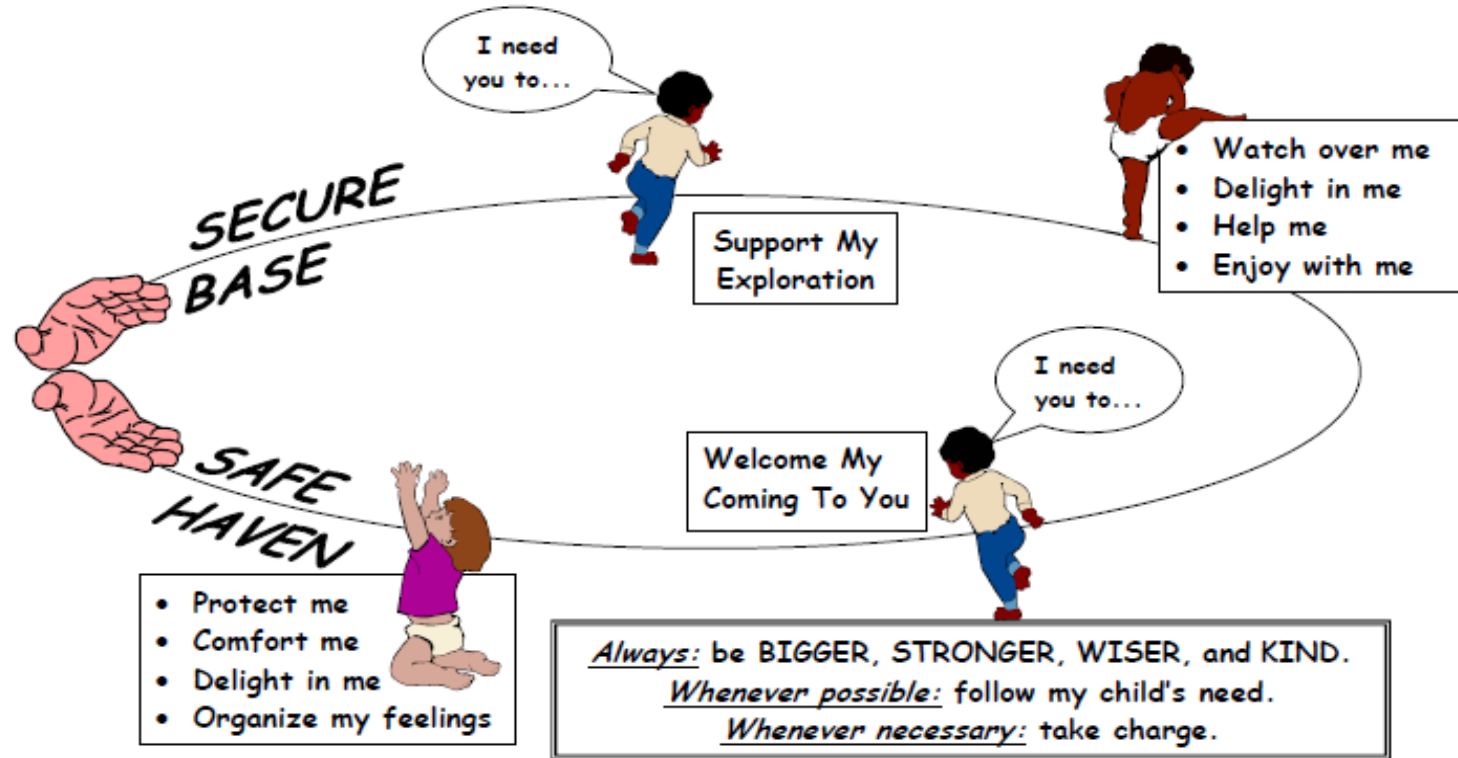 I need
you to...
SECURE
BASE
Support My
Exploration
• Watch over me
• Delight in me
• Help me
• Enjoy with me
I need
you to...
Welcome My
Coming To You
SAFE
HAVEN
• Protect me
• Comfort me
• Delight in me
• Organize my feelings
Always: be BIGGER, STRONGER, WISER, and KIND.
Whenever possible: follow my child's need.
Whenever necessary: take charge.